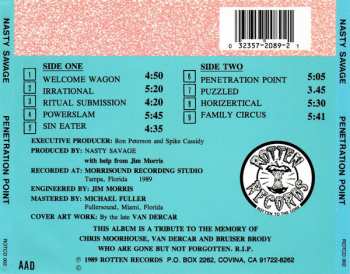 NASTY SAVAGE PENETRATION POINT
0 32357-2089-2 1
SIDE ONE
1 WELCOME WAGON 4:50
2 IRRATIONAL 4:20
3 RITUAL SUBMISSION 4:20
4 POWERSLAM 4:45
5 SIN EATER 4:35
SIDE TWO
6 PENETRATION POINT 5:05
7 PUZZLED 3.45
8 HORIZERTICAL 5:30
9 FAMILY CIRCUS 5:41
EXECUTIVE PRODUCER: Ron Peterson and Spike Cassidy
PRODUCED BY: NASTY SAVAGE
with help from Jim Morris
RECORDED AT: MORRISOUND RECORDING STUDIO
Tampa, Florida 1989
ENGINEERED BY: JIM MORRIS
MASTERED BY: MICHAEL FULLER
Fullersound, Miami, Florida
COVER ART WORK: By the late VAN DERCAR
THIS ALBUM IS A TRIBUTE TO THE MEMORY OF
CHRIS MOORHOUSE, VAN DERCAR AND BRUISER BRODY
WHO ARE GONE BUT NOT FORGOTTEN. R.I.P.
© 1989 ROTTEN RECORDS P.O. BOX 2262, COVINA, CA 91722
AAD
ROTTEN RECORDS
NASTY SAVAGE PENETRATION POINT